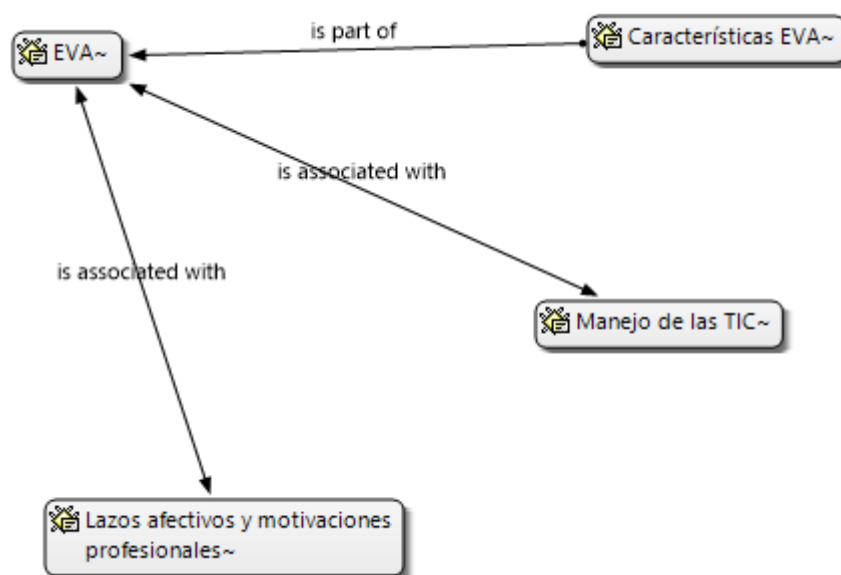 is part of
EVA~
Características EVA~
is associated with
is associated with
Manejo de las TIC~
Lazos afectivos y motivaciones
profesionales~